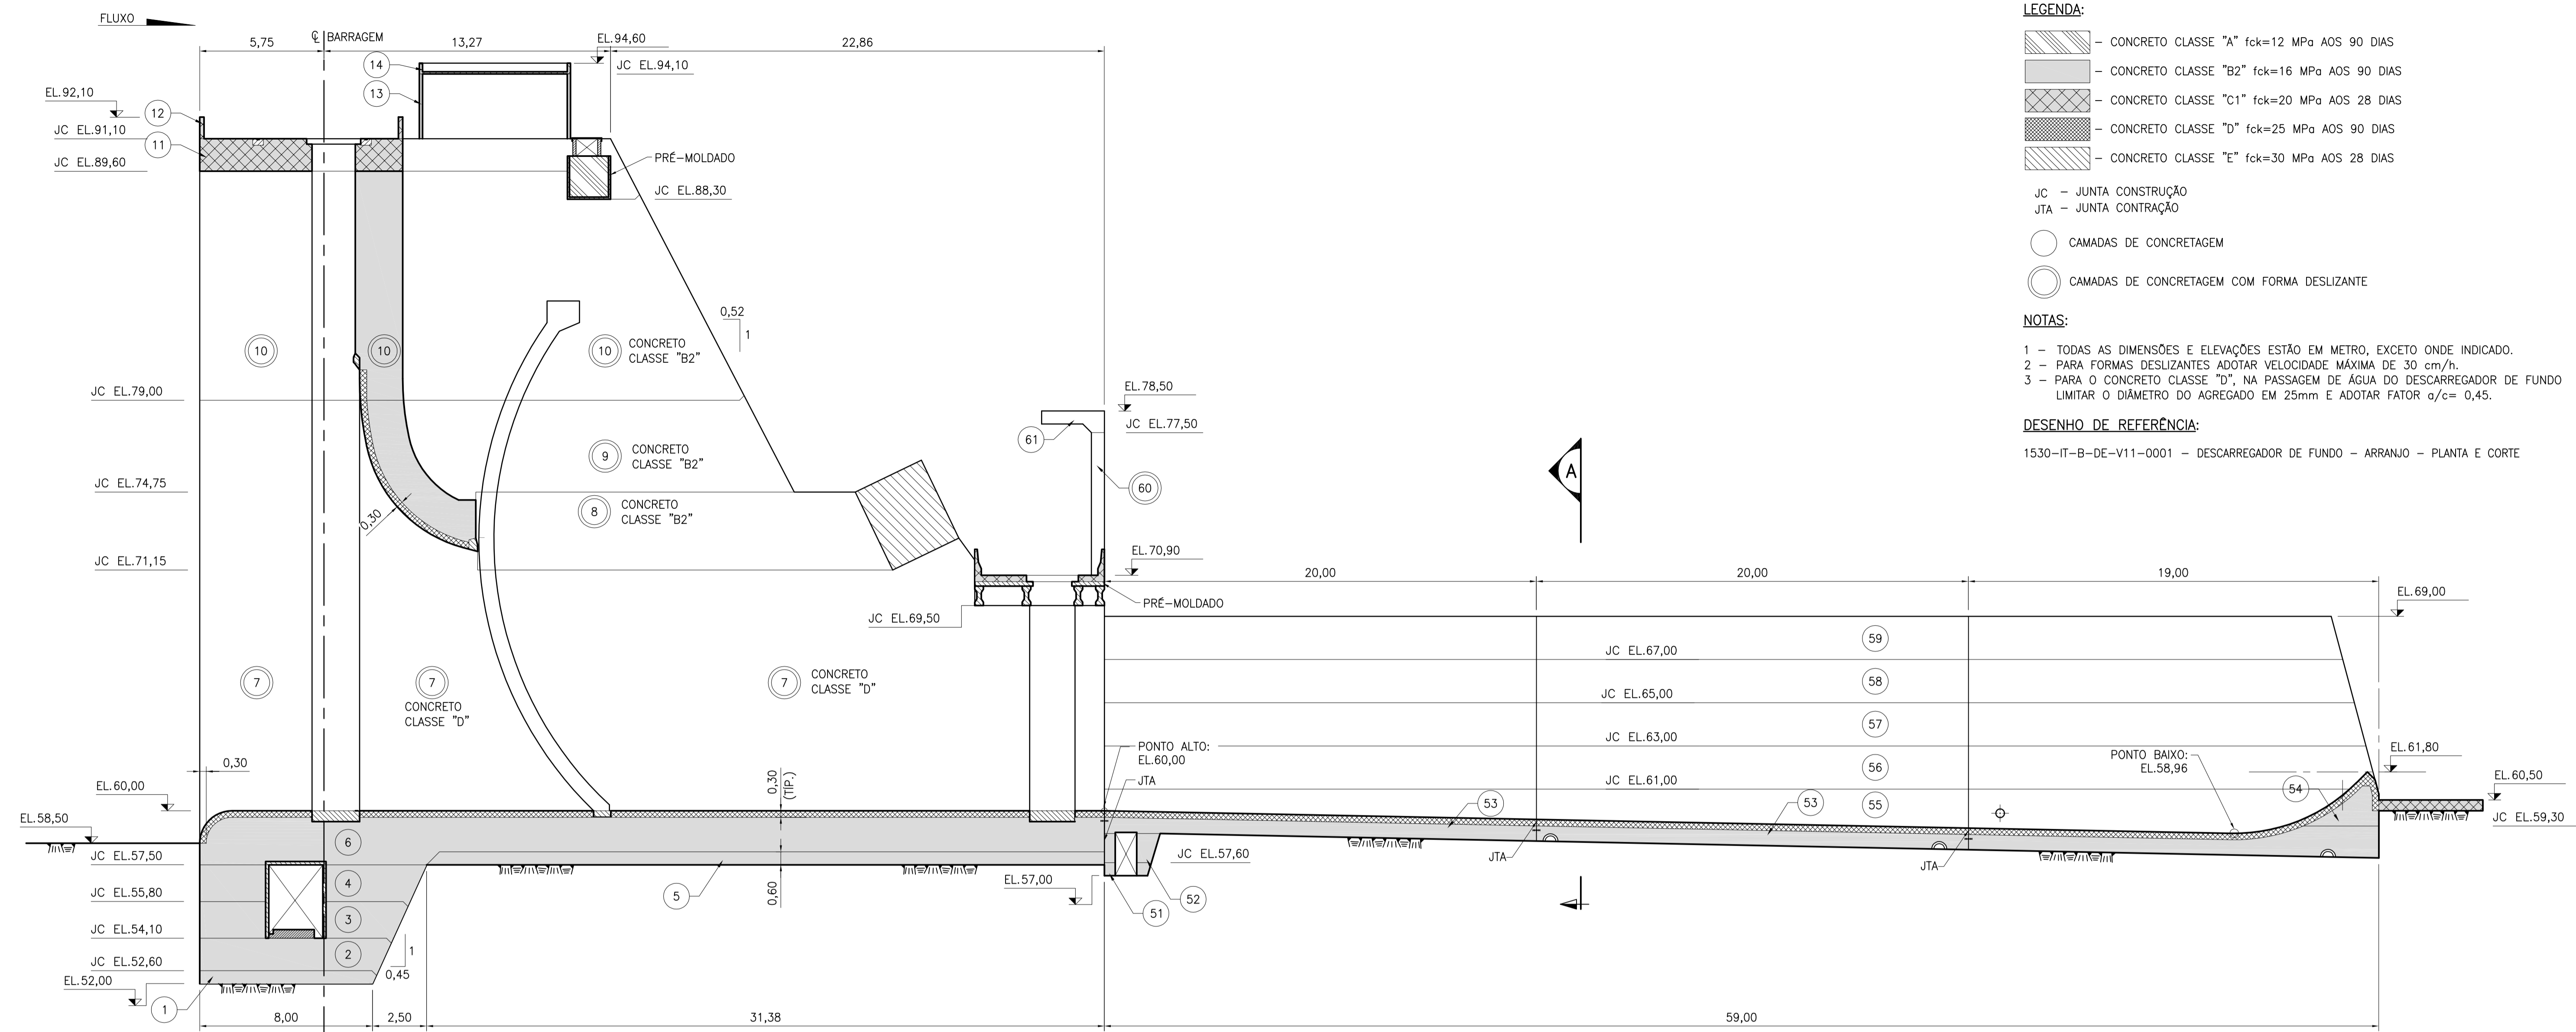 FLUXO
℄ BARRAGEM
5,75
13,27
22,86
EL.94,60
JC EL.94,10
14
13
EL.92,10
12
JC EL.91,10
11
JC EL.89,60
PRÉ-MOLDADO
JC EL.88,30
0,52
1
10
10
10
CONCRETO
CLASSE "B2"
JC EL.79,00
EL.78,50
JC EL.77,50
61
9
CONCRETO
CLASSE "B2"
JC EL.74,75
60
8
CONCRETO
CLASSE "B2"
0,30
JC EL.71,15
EL.70,90
20,00
20,00
19,00
PRÉ-MOLDADO
JC EL.69,50
EL.69,00
A
59
JC EL.67,00
58
JC EL.65,00
57
JC EL.63,00
56
JC EL.61,00
55
7
7
CONCRETO
CLASSE "D"
7
CONCRETO
CLASSE "D"
PONTO ALTO:
EL.60,00
JTA
PONTO BAIXO:
EL.58,96
EL.61,80
EL.60,50
JC EL.59,30
54
53
53
0,30
0,30
(TÍP.)
EL.60,00
EL.58,50
6
JC EL.57,50
4
JC EL.55,80
3
JC EL.54,10
2
JC EL.52,60
EL.52,00
1
1
0,45
5
0,60
EL.57,00
JC EL.57,60
52
51
JTA
JTA
8,00
2,50
31,38
59,00
LEGENDA:
- CONCRETO CLASSE "A" fck=12 MPa AOS 90 DIAS
- CONCRETO CLASSE "B2" fck=16 MPa AOS 90 DIAS
- CONCRETO CLASSE "C1" fck=20 MPa AOS 28 DIAS
- CONCRETO CLASSE "D" fck=25 MPa AOS 90 DIAS
- CONCRETO CLASSE "E" fck=30 MPa AOS 28 DIAS
JC - JUNTA CONSTRUÇÃO
JTA - JUNTA CONTRAÇÃO
CAMADAS DE CONCRETAGEM
CAMADAS DE CONCRETAGEM COM FORMA DESLIZANTE
NOTAS:
1 - TODAS AS DIMENSÕES E ELEVAÇÕES ESTÃO EM METRO, EXCETO ONDE INDICADO.
2 - PARA FORMAS DESLIZANTES ADOTAR VELOCIDADE MÁXIMA DE 30 cm/h.
3 - PARA O CONCRETO CLASSE "D", NA PASSAGEM DE ÁGUA DO DESCARREGADOR DE FUNDO
LIMITAR O DIÂMETRO DO AGREGADO EM 25mm E ADOTAR FATOR a/c= 0,45.
DESENHO DE REFERÊNCIA:
1530-IT-B-DE-V11-0001 - DESCARREGADOR DE FUNDO - ARRANJO - PLANTA E CORTE